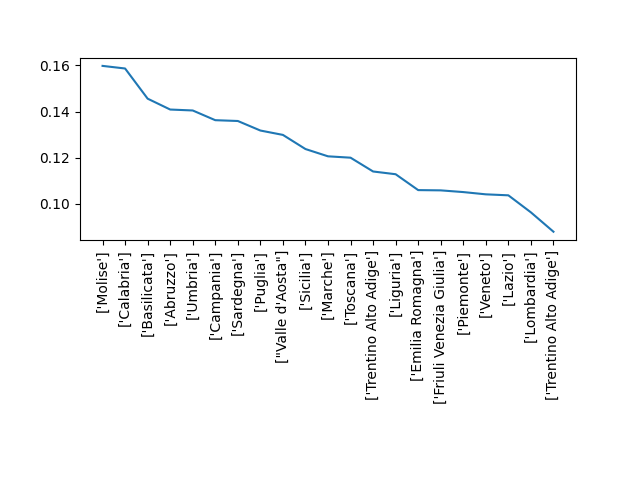 0.16
0.14
0.12
0.10
['Molise']
['Calabria']
['Basilicata']
['Abruzzo']
['Umbria']
['Campania']
['Sardegna']
['Puglia']
["Valle d'Aosta"]
['Sicilia']
['Marche']
['Toscana']
['Trentino Alto Adige']
['Liguria']
['Emilia Romagna']
['Friuli Venezia Giulia']
['Piemonte']
['Veneto']
['Lazio']
['Lombardia']
['Trentino Alto Adige']